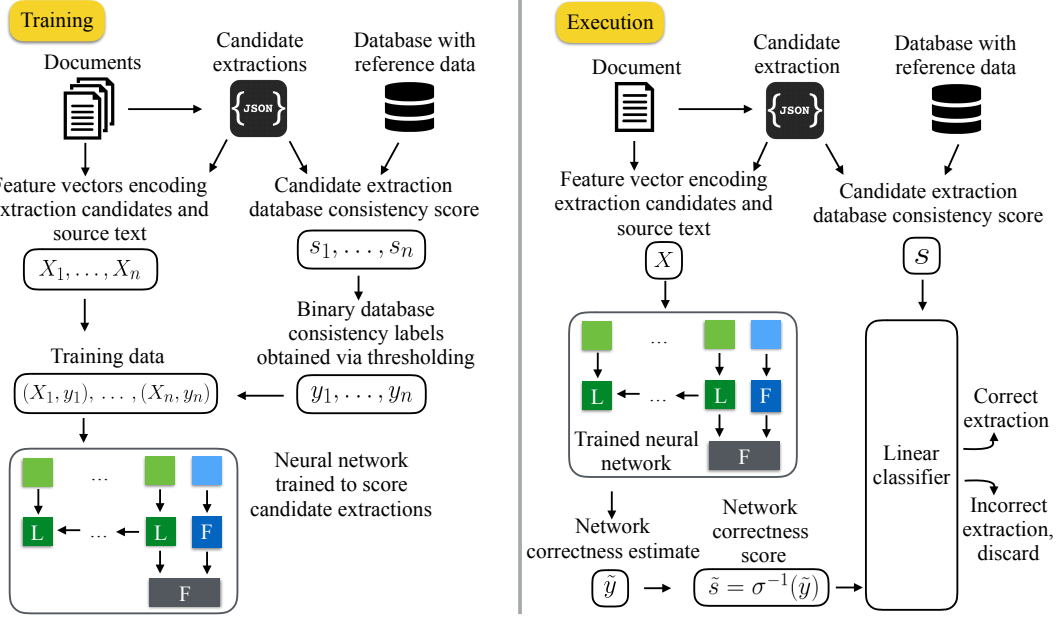 Training
Documents
Candidate
extractions
Database with
reference data
{JSON}
Feature vectors encoding
extraction candidates and
source text
X₁, . . . , Xₙ
Candidate extraction
database consistency score
s₁, . . . , sₙ
Binary database
consistency labels
obtained via thresholding
y₁, . . . , yₙ
Training data
(X₁, y₁), . . . , (Xₙ, yₙ)
...
L
...
L
F
F
Neural network
trained to score
candidate extractions
Execution
Document
Candidate
extraction
Database with
reference data
{JSON}
Feature vector encoding
extraction candidates and
source text
X
Candidate extraction
database consistency score
s
...
L
...
L
F
Trained neural
network
F
Network
correctness estimate
ỹ
Network
correctness
score
s̃ = σ⁻¹(ỹ)
Linear
classifier
Correct
extraction
Incorrect
extraction,
discard